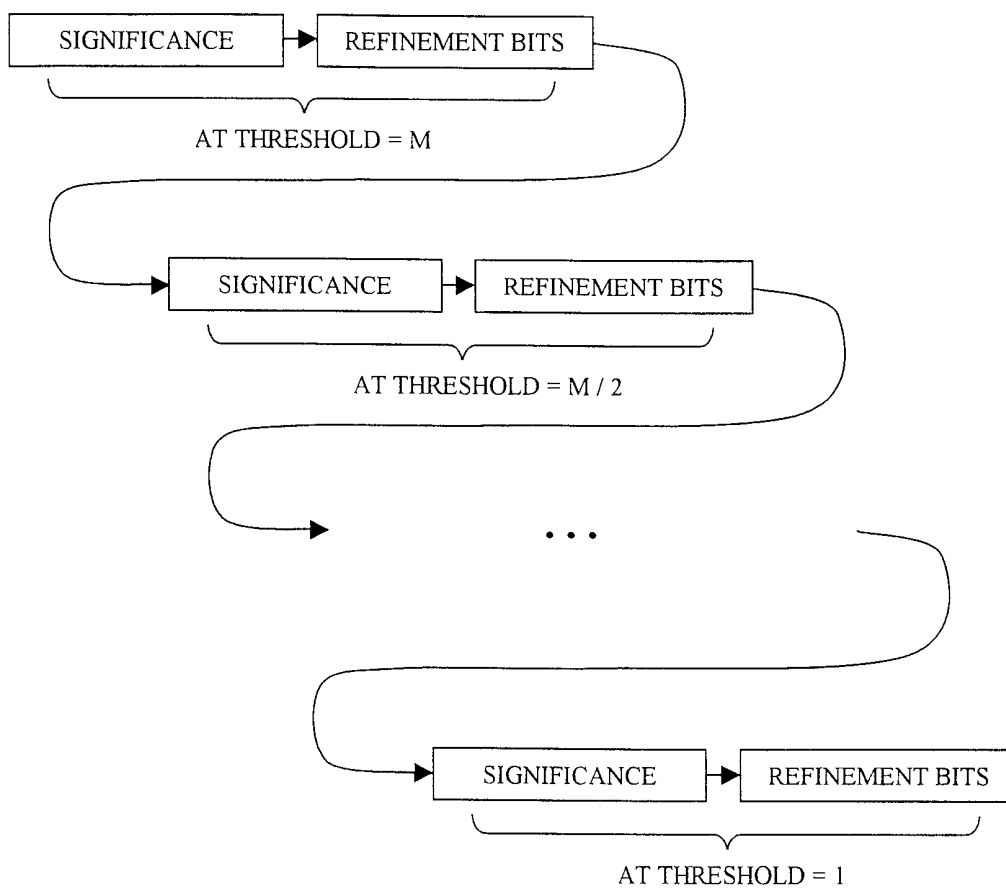 SIGNIFICANCE REFINEMENT BITS
AT THRESHOLD = M
SIGNIFICANCE REFINEMENT BITS
AT THRESHOLD = M / 2
...
SIGNIFICANCE REFINEMENT BITS
AT THRESHOLD = 1